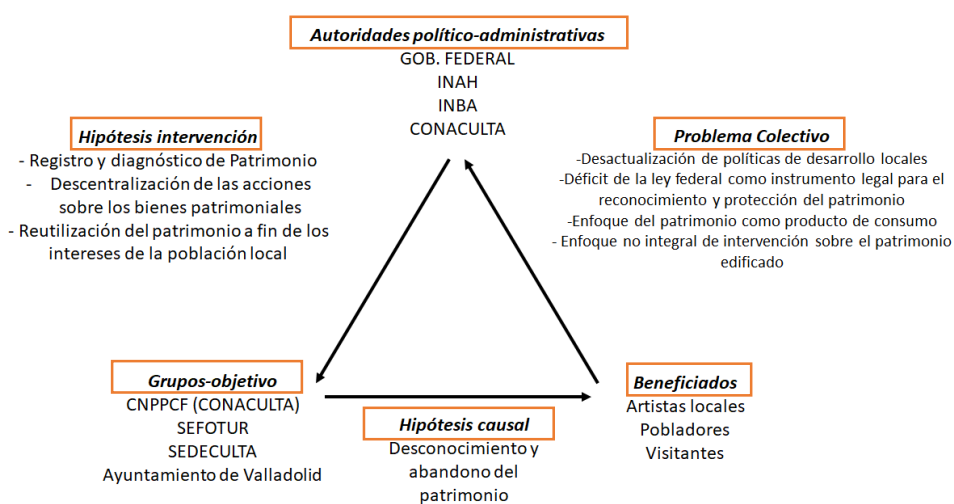 Autoridades político-administrativas
GOB. FEDERAL
INAH
INBA
CONACULTA
Hipótesis intervención
- Registro y diagnóstico de Patrimonio
- Descentralización de las acciones
sobre los bienes patrimoniales
- Reutilización del patrimonio a fin de los
intereses de la población local
Problema Colectivo
-Desactualización de políticas de desarrollo locales
-Déficit de la ley federal como instrumento legal para el
reconocimiento y protección del patrimonio
-Enfoque del patrimonio como producto de consumo
- Enfoque no integral de intervención sobre el patrimonio
edificado
Grupos-objetivo
CNPPCF (CONACULTA)
SEFOTUR
SEDECULTA
Ayuntamiento de Valladolid
Hipótesis causal
Desconocimiento y
abandono del
patrimonio
Beneficiados
Artistas locales
Pobladores
Visitantes